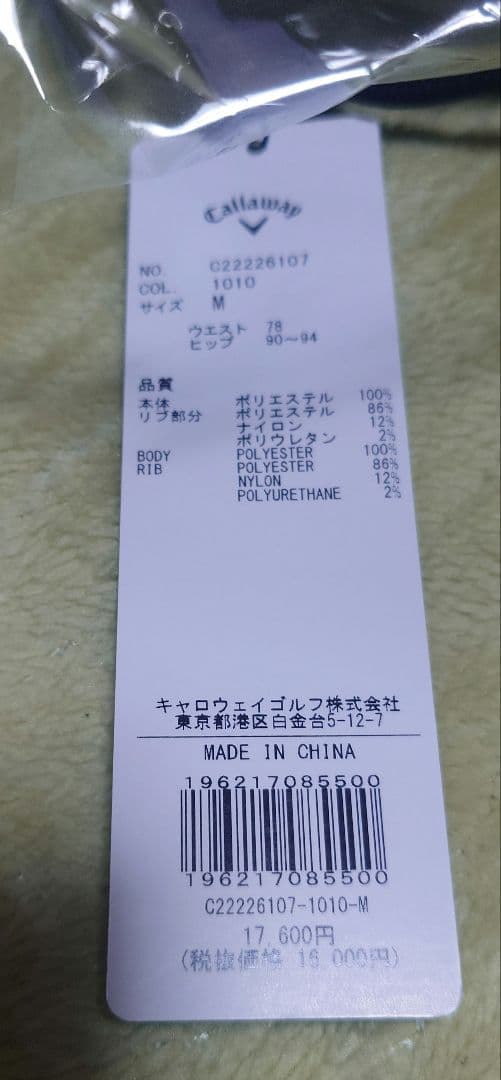 Callaway
NO. C22226107
COL. 1010
サイズ M
ウエスト 78
ヒップ 90〜94
品質
本体 ポリエステル 100%
リブ部分 ポリエステル 86%
ナイロン 12%
ポリウレタン 2%
BODY POLYESTER 100%
RIB POLYESTER 86%
NYLON 12%
POLYURETHANE 2%
キャロウェイゴルフ株式会社
東京都港区白金台5-12-7
MADE IN CHINA
196217085500
196217085500
C22226107-1010-M
17,600円
(税抜価格 16,000円)